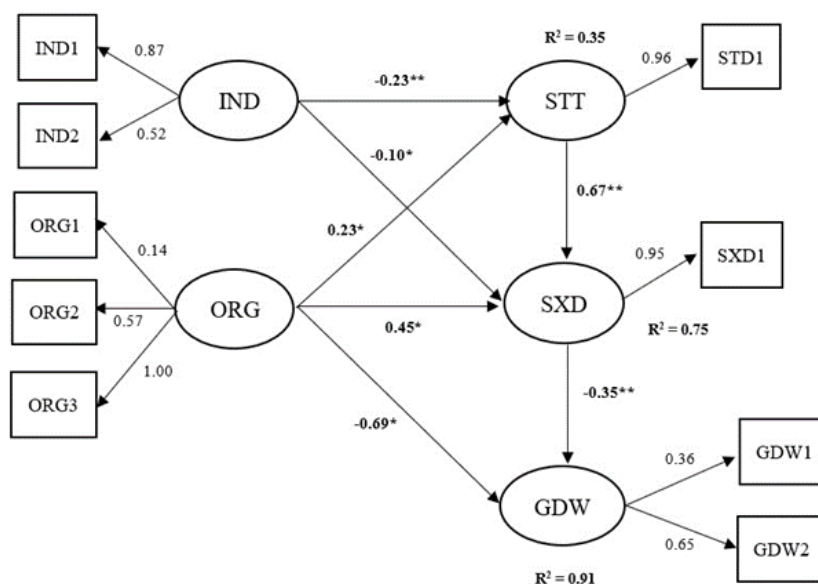 R² = 0.35
IND1
0.87
0.96
STD1
IND
-0.23**
STT
IND2
0.52
-0.10*
0.67**
ORG1
0.23*
0.14
0.95
SXD1
ORG2
0.57
ORG
0.45*
SXD
R² = 0.75
1.00
ORG3
-0.35**
-0.69*
0.36
GDW1
GDW
0.65
GDW2
R² = 0.91